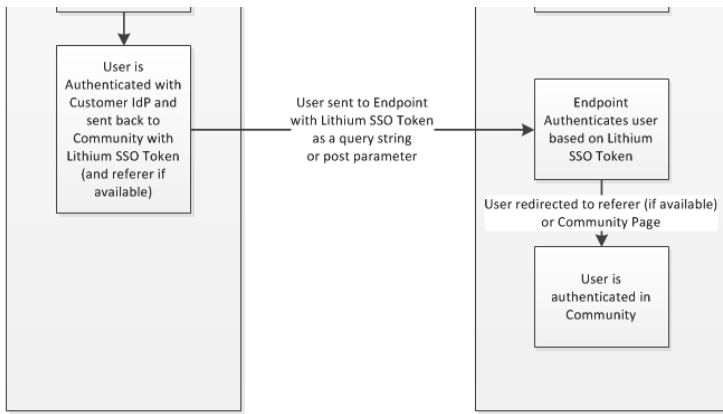 User is
Authenticated with
Customer IdP and
sent back to
Community with
Lithium SSO Token
(and referer if
available)
User sent to Endpoint
with Lithium SSO Token
as a query string
or post parameter
Endpoint
Authenticates user
based on Lithium
SSO Token
User redirected to referer (if available)
or Community Page
User is
authenticated in
Community